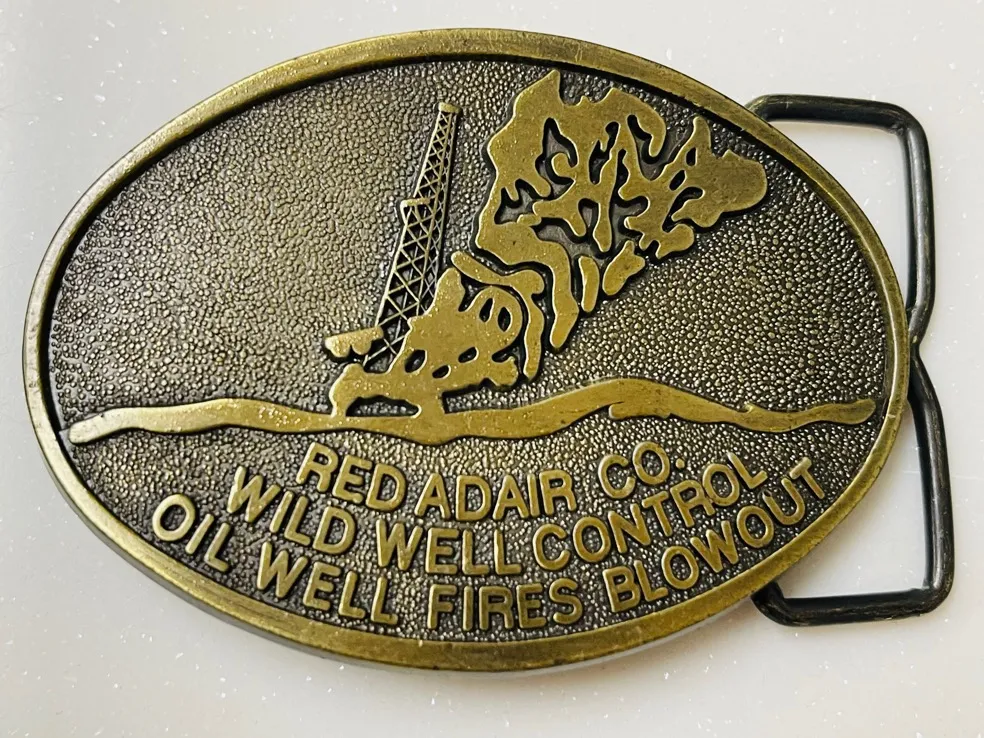 RED ADAIR CO.
WILD WELL CONTROL
OIL WELL FIRES BLOWOUT